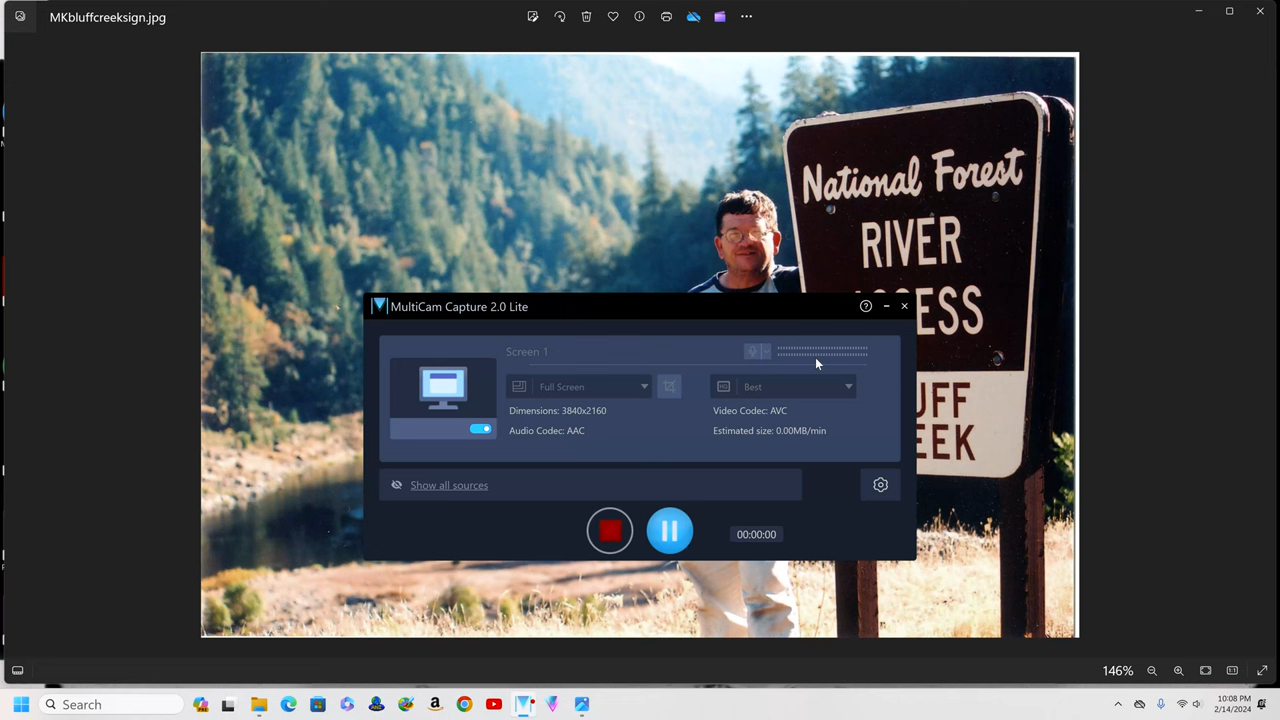 MKbluffcreeksign.jpg
National Forest
RIVER
ESS
UFF
EEK
MultiCam Capture 2.0 Lite
Screen 1
Full Screen
HQ
Best
Dimensions: 3840x2160
Video Codec: AVC
Audio Codec: AAC
Estimated size: 0.00MB/min
Show all sources
00:00:00
146%
Search
10:08 PM
2/14/2024